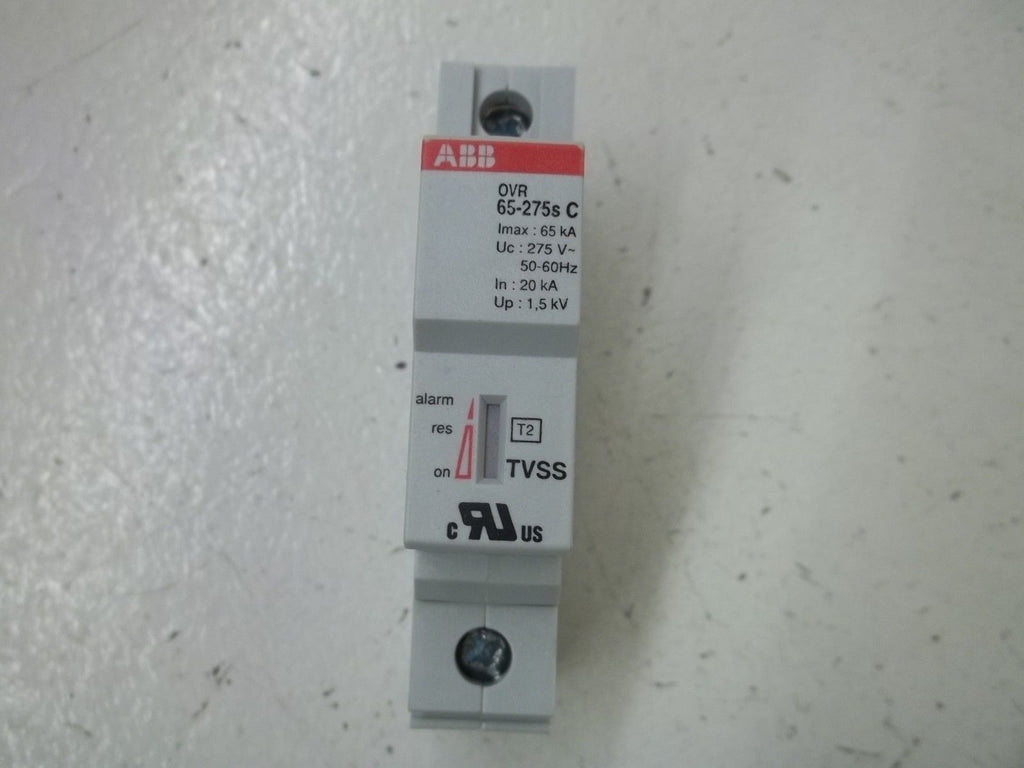 ABB
OVR
65-275s C
Imax : 65 kA
Uc : 275 V~
50-60Hz
In : 20 kA
Up : 1,5 kV
alarm
res
on
T2
TVSS
c RU US